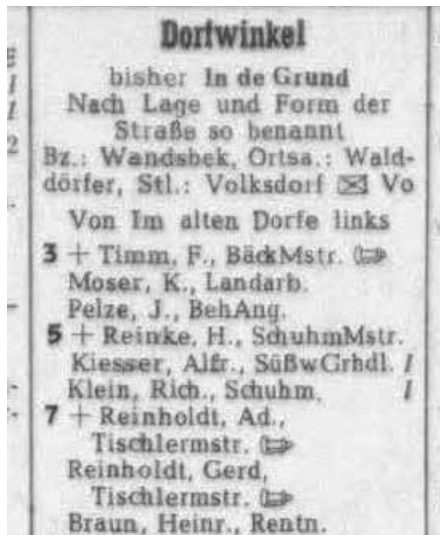 Dorfwinkel
bisher In de Grund
Nach Lage und Form der
Straße so benannt
Bz.: Wandsbek, Ortsa.: Wald-
dörfer, Stl.: Volksdorf ✉ Vo
Von Im alten Dorfe links
3 + Timm, F., BäckMstr.
Moser, K., Landarb.
Pelze, J., BehAng.
5 + Reinke, H., SchuhmMstr.
Kiesser, Alfr., SüßwGrhdl. I
Klein, Rich., Schuhm. I
7 + Reinholdt, Ad.,
Tischlermstr.
Reinholdt, Gerd,
Tischlermstr.
Braun, Heinr., Rentn.